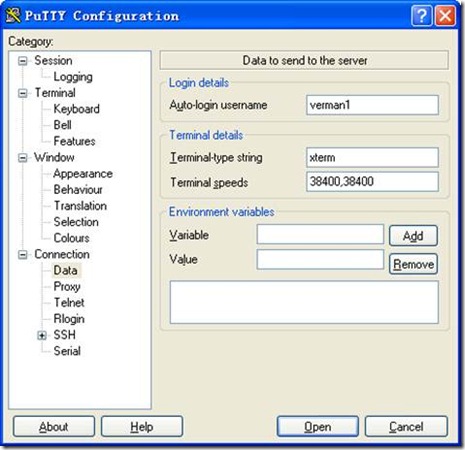 PuTTY Configuration
Category:
Session
Logging
Terminal
Keyboard
Bell
Features
Window
Appearance
Behaviour
Translation
Selection
Colours
Connection
Data
Proxy
Telnet
Rlogin
SSH
Serial
Data to send to the server
Login details
Auto-login username verman1
Terminal details
Terminal-type string xterm
Terminal speeds 38400,38400
Environment variables
Variable Add
Value Remove
About Help Open Cancel